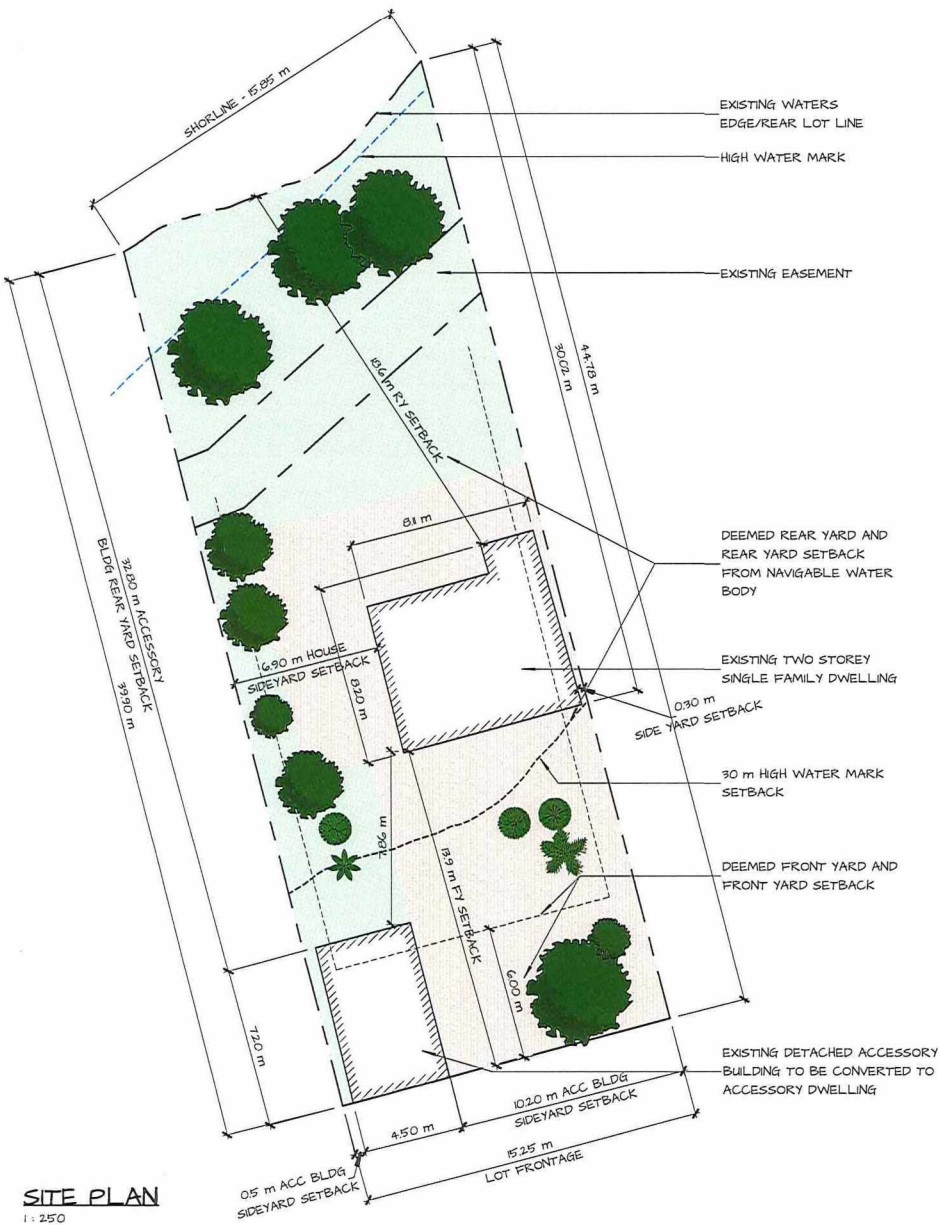 SHORLINE - 15.85 m
EXISTING WATERS
EDGE/REAR LOT LINE
HIGH WATER MARK
EXISTING EASEMENT
44.78 m
30.02 m
18.6 m RY SETBACK
8.11 m
DEEMED REAR YARD AND
REAR YARD SETBACK
FROM NAVIGABLE WATER
BODY
32.80 m ACCESSORY
BLDG REAR YARD SETBACK
39.90 m
6.90 m HOUSE
SIDEYARD SETBACK
8.20 m
EXISTING TWO STOREY
SINGLE FAMILY DWELLING
0.30 m
SIDE YARD SETBACK
30 m HIGH WATER MARK
SETBACK
7.86 m
13.9 m FY SETBACK
DEEMED FRONT YARD AND
FRONT YARD SETBACK
6.00 m
7.20 m
EXISTING DETACHED ACCESSORY
BUILDING TO BE CONVERTED TO
ACCESSORY DWELLING
10.20 m ACC BLDG
SIDEYARD SETBACK
4.50 m
15.25 m
LOT FRONTAGE
0.5 m ACC BLDG
SIDEYARD SETBACK
SITE PLAN
1 : 250